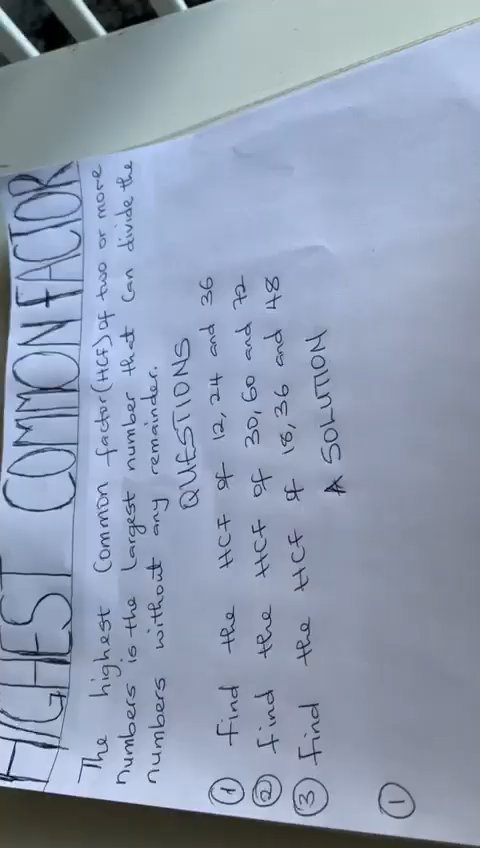 HIGHEST COMMON FACTOR
The highest Common factor (HCF) of two or more
numbers is the Largest number that can divide the
numbers without any remainder.
QUESTIONS
① find the HCF of 12, 24 and 36
② find the HCF of 30, 60 and 72
③ find the HCF of 18, 36 and 48
A SOLUTION
①